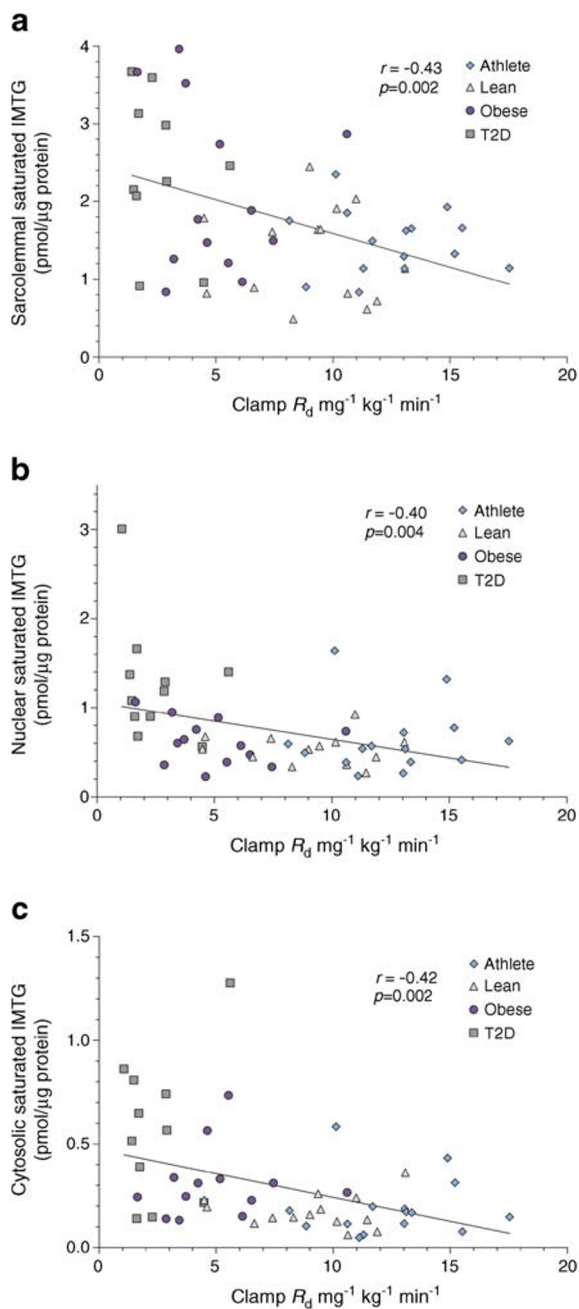 a
Sarcolemmal saturated IMTG
(pmol/µg protein)
4
3
2
1
0
r = -0.43
p=0.002
Athlete
Lean
Obese
T2D
0 5 10 15 20
Clamp Rd mg-1 kg-1 min-1
b
Nuclear saturated IMTG
(pmol/µg protein)
3
2
1
0
r = -0.40
p=0.004
Athlete
Lean
Obese
T2D
0 5 10 15 20
Clamp Rd mg-1 kg-1 min-1
c
Cytosolic saturated IMTG
(pmol/µg protein)
1.5
1.0
0.5
0.0
r = -0.42
p=0.002
Athlete
Lean
Obese
T2D
0 5 10 15 20
Clamp Rd mg-1 kg-1 min-1